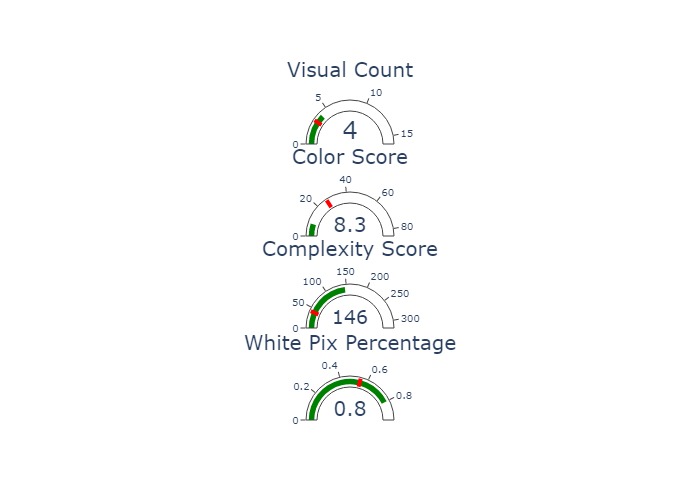 Visual Count
0 5 10 15
4
Color Score
0 20 40 60 80
8.3
Complexity Score
0 50 100 150 200 250 300
146
White Pix Percentage
0 0.2 0.4 0.6 0.8
0.8